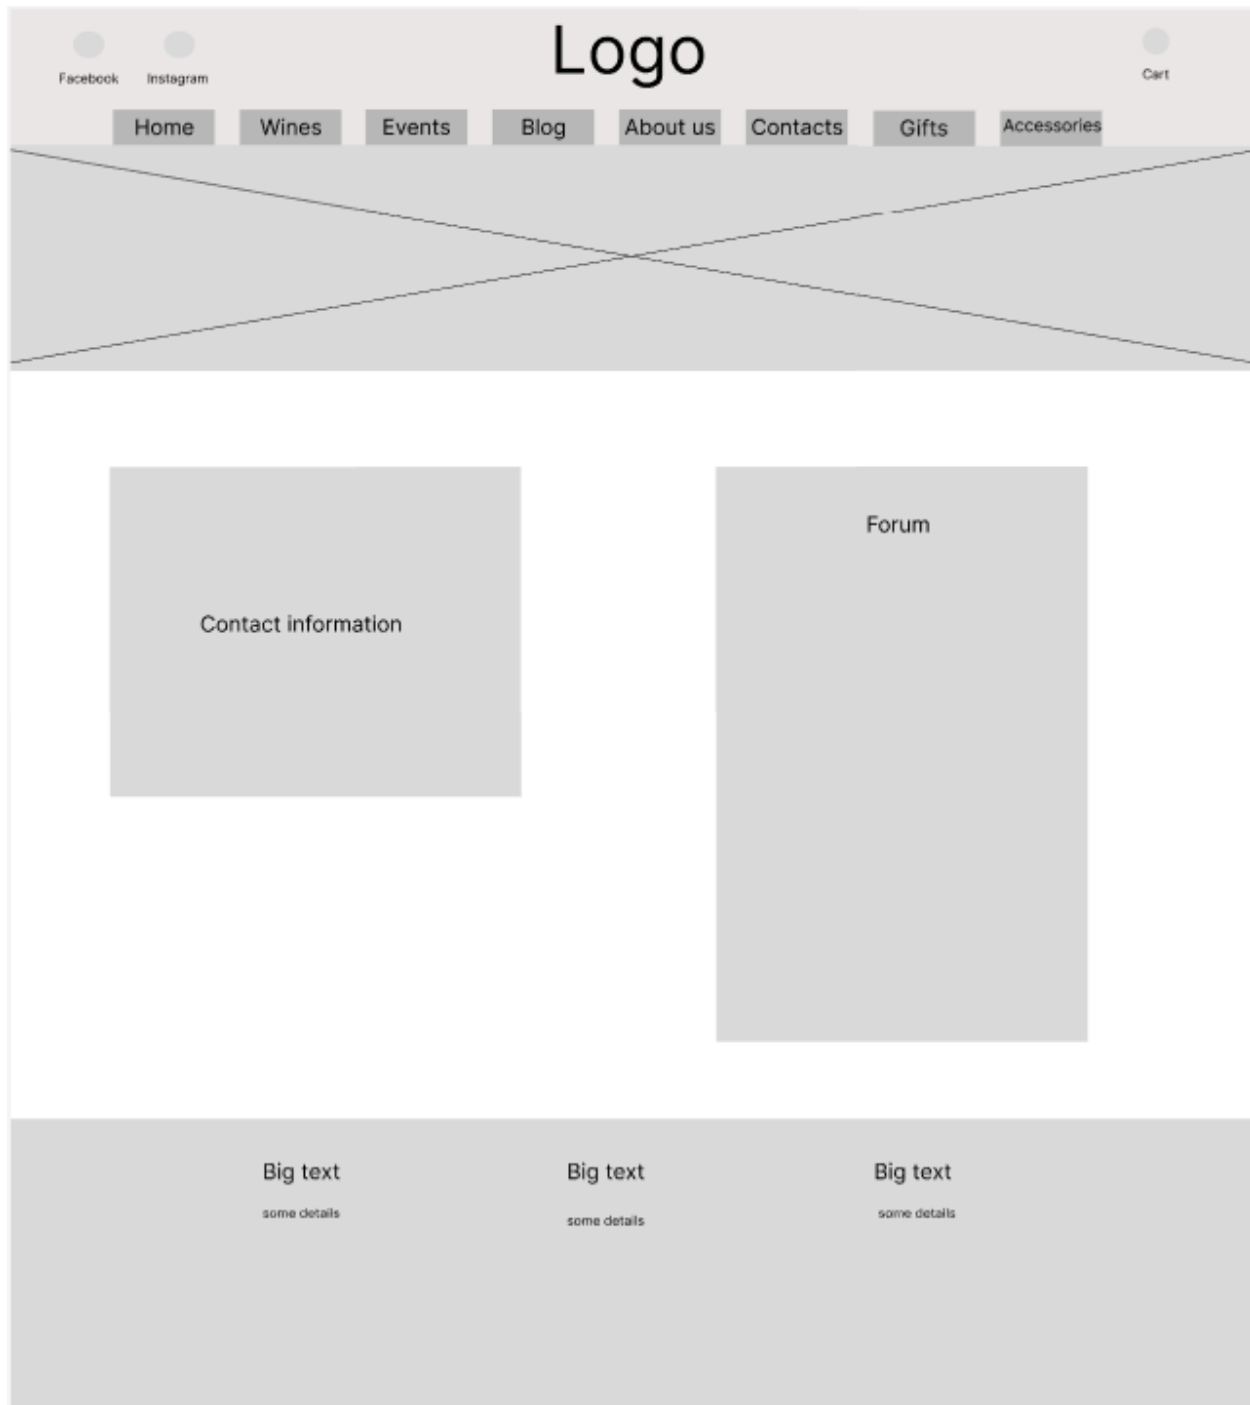 Logo
Facebook
Instagram
Cart
Home
Wines
Events
Blog
About us
Contacts
Gifts
Accessories
Contact information
Forum
Big text
some details
Big text
some details
Big text
some details